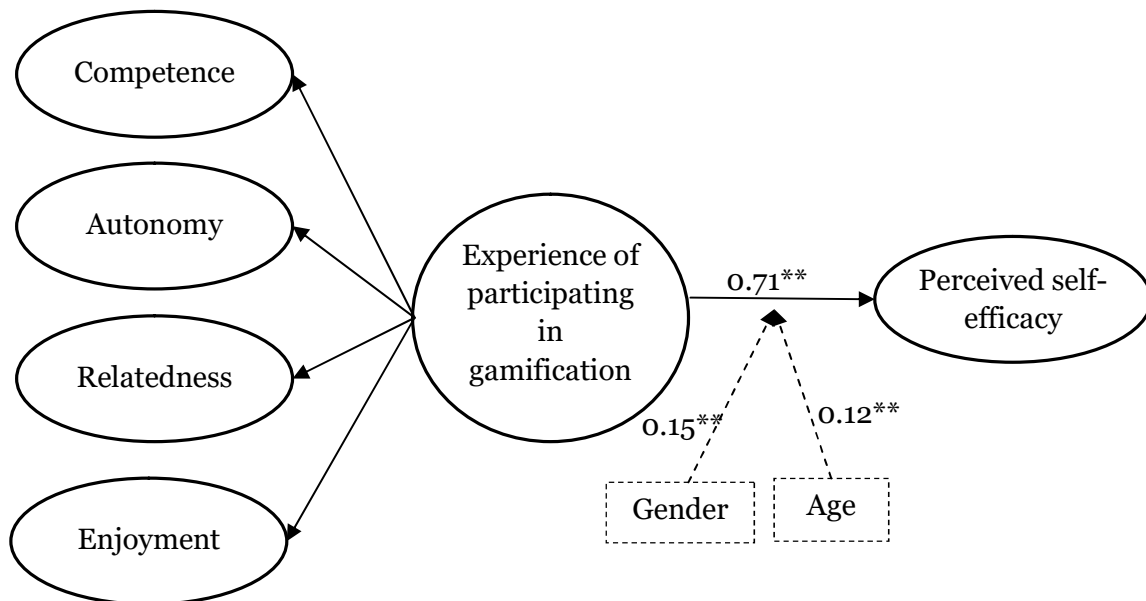 Competence
Autonomy
Relatedness
Enjoyment
Experience of
participating
in
gamification
0.71**
Perceived self-
efficacy
0.15**
0.12**
Gender
Age